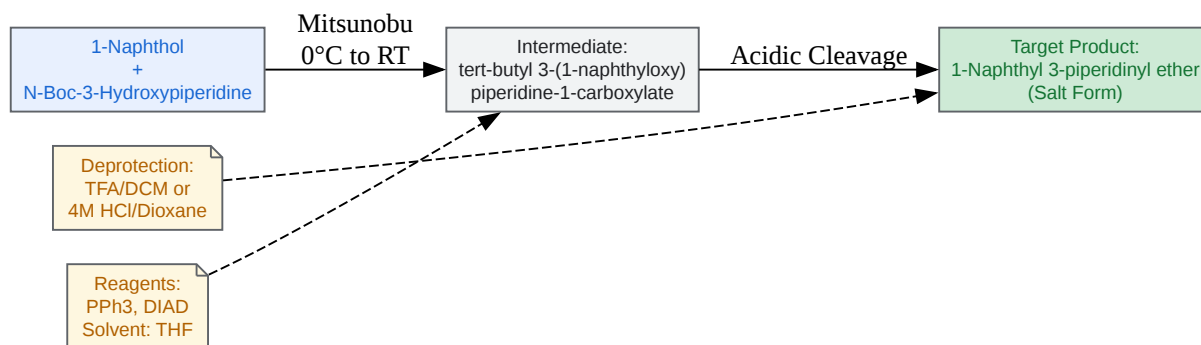 1-Naphthol
+
N-Boc-3-Hydroxypiperidine
Mitsunobu
0°C to RT
Intermediate:
tert-butyl 3-(1-naphthyloxy)
piperidine-1-carboxylate
Acidic Cleavage
Target Product:
1-Naphthyl 3-piperidinyl ether
(Salt Form)
Deprotection:
TFA/DCM or
4M HCl/Dioxane
Reagents:
PPh3, DIAD
Solvent: THF